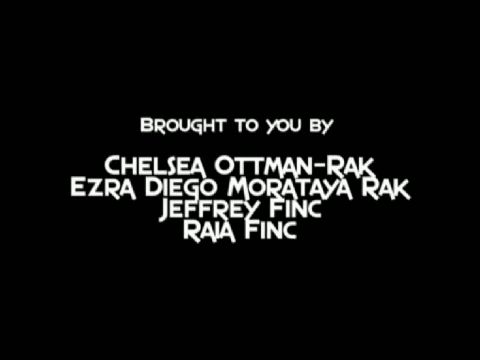 Brought to you by
Chelsea Ottman-Rak
Ezra Diego Morataya Rak
Jeffrey Finc
Raia Finc